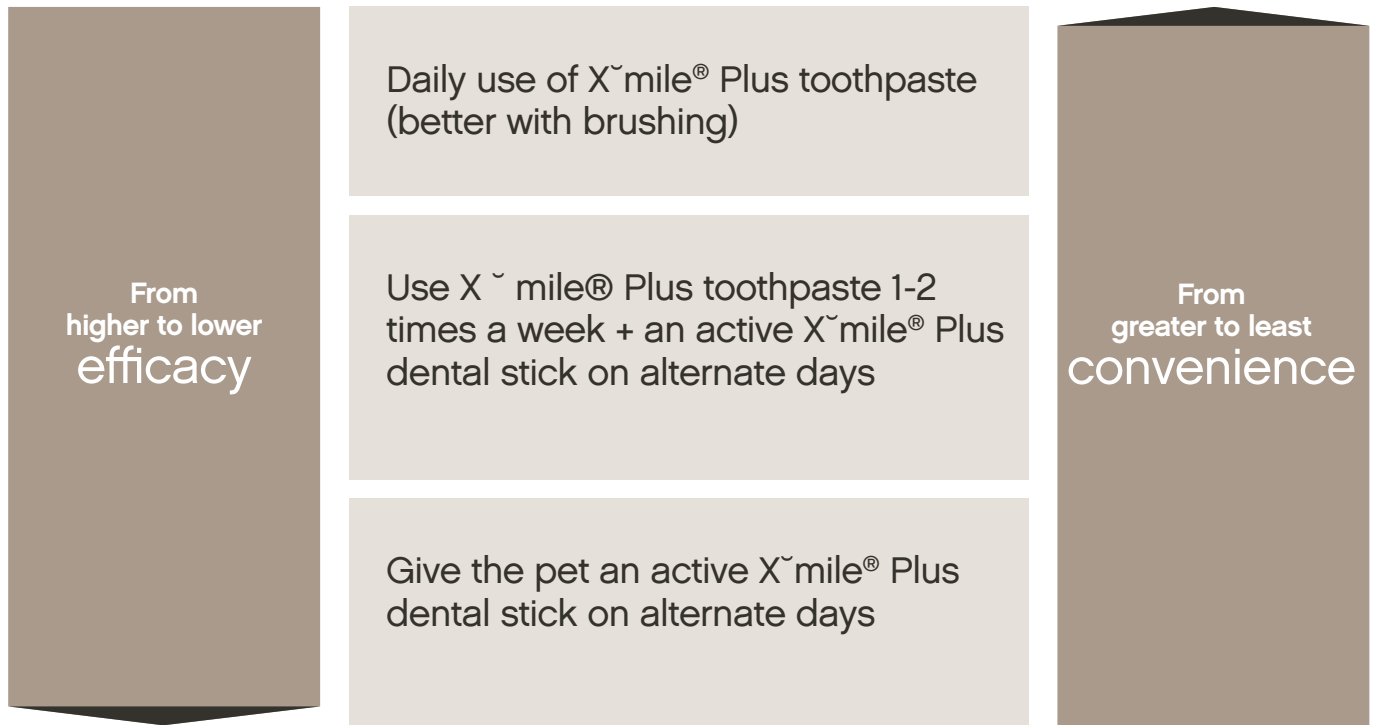 From
higher to lower
efficacy
Daily use of X˘mile® Plus toothpaste
(better with brushing)
Use X ˘ mile® Plus toothpaste 1-2
times a week + an active X˘mile® Plus
dental stick on alternate days
Give the pet an active X˘mile® Plus
dental stick on alternate days
From
greater to least
convenience